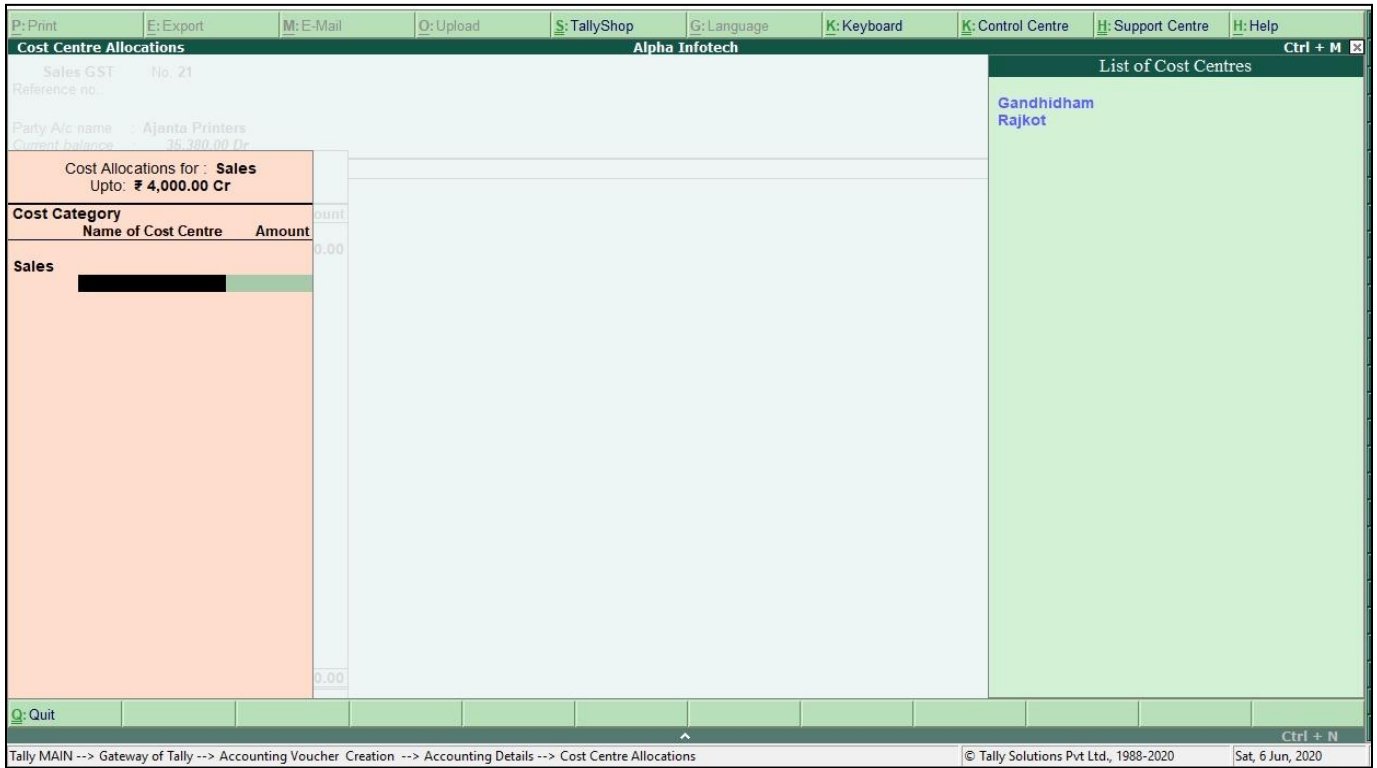 P: Print E: Export M: E-Mail O: Upload S: TallyShop G: Language K: Keyboard K: Control Centre H: Support Centre H: Help
Cost Centre Allocations Alpha Infotech Ctrl + M
List of Cost Centres
Sales GST No. 21
Reference no.:
Gandhidham
Rajkot
Party A/c name : Ajanta Printers
Current balance : 35,380.00 Dr
Cost Allocations for : Sales
Upto: ₹ 4,000.00 Cr
Cost Category
Name of Cost Centre Amount
Sales
Q: Quit
Ctrl + N
Tally MAIN --> Gateway of Tally --> Accounting Voucher Creation --> Accounting Details --> Cost Centre Allocations © Tally Solutions Pvt Ltd., 1988-2020 Sat, 6 Jun, 2020